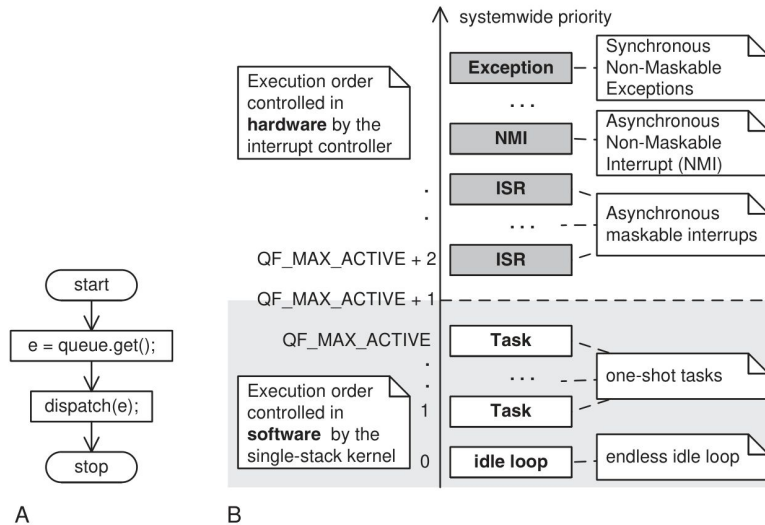 systemwide priority
Execution order
controlled in
hardware by the
interrupt controller
Exception
Synchronous
Non-Maskable
Exceptions
...
NMI
Asynchronous
Non-Maskable
Interrupt (NMI)
.
.
ISR
...
Asynchronous
maskable interrups
QF_MAX_ACTIVE + 2
ISR
QF_MAX_ACTIVE + 1
start
e = queue.get();
dispatch(e);
stop
QF_MAX_ACTIVE
Task
.
.
...
one-shot tasks
Execution order
controlled in
software by the
single-stack kernel
1
Task
0
idle loop
endless idle loop
A
B